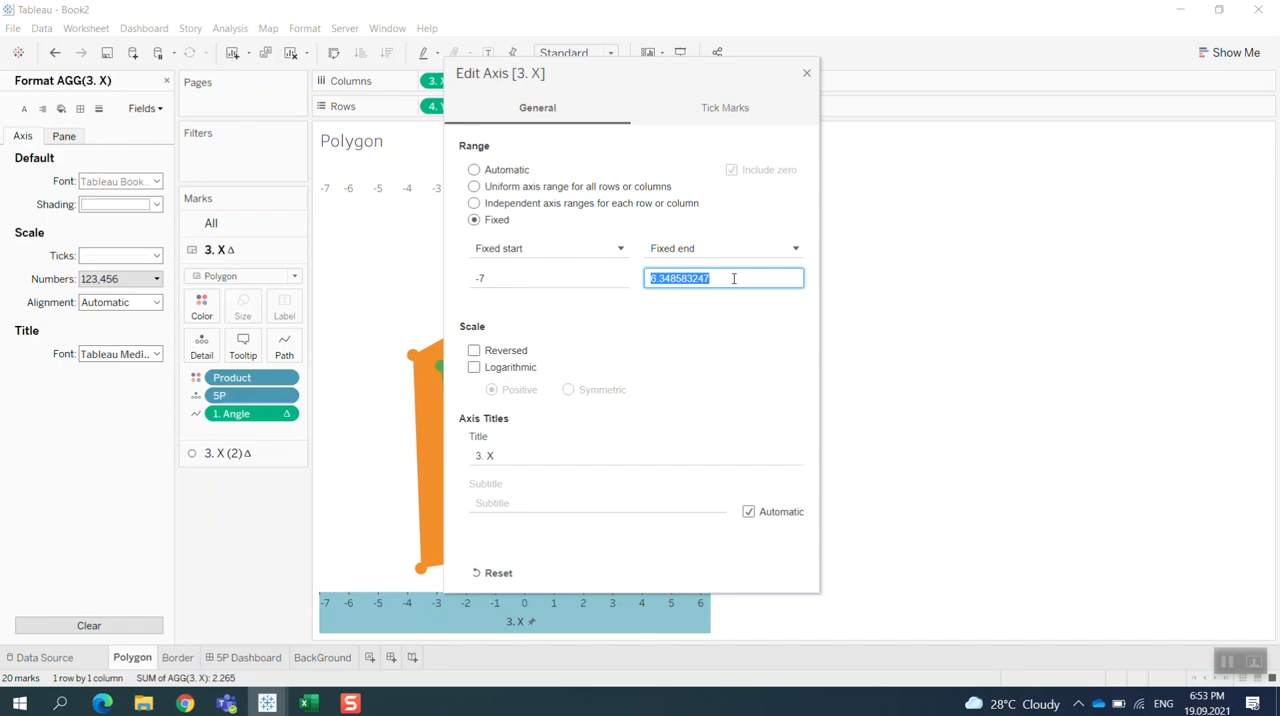 Tableau - Book2
File Data Worksheet Dashboard Story Analysis Map Format Server Window Help
Standard
Show Me
Format AGG(3. X)
Fields
Axis Pane
Default
Font: Tableau Book..
Shading:
Scale
Ticks:
Numbers: 123,456
Alignment: Automatic
Title
Font: Tableau Medi..
Clear
Pages
Filters
Marks
All
3. X Δ
Polygon
Color Size Label
Detail Tooltip Path
Product
5P
1. Angle Δ
3. X (2) Δ
Columns 3.
Rows 4.
Polygon
-7 -6 -5 -4 -3
Edit Axis [3. X]
General Tick Marks
Range
Automatic Include zero
Uniform axis range for all rows or columns
Independent axis ranges for each row or column
Fixed
Fixed start Fixed end
-7 6.348583247
Scale
Reversed
Logarithmic
Positive Symmetric
Axis Titles
Title
3. X
Subtitle
Subtitle
Automatic
Reset
-7 -6 -5 -4 -3 -2 -1 0 1 2 3 4 5 6
3. X
Data Source Polygon Border 5P Dashboard BackGround
20 marks 1 row by 1 column SUM of AGG(3. X): 2.265
28°C Cloudy ENG 6:53 PM
19.09.2021